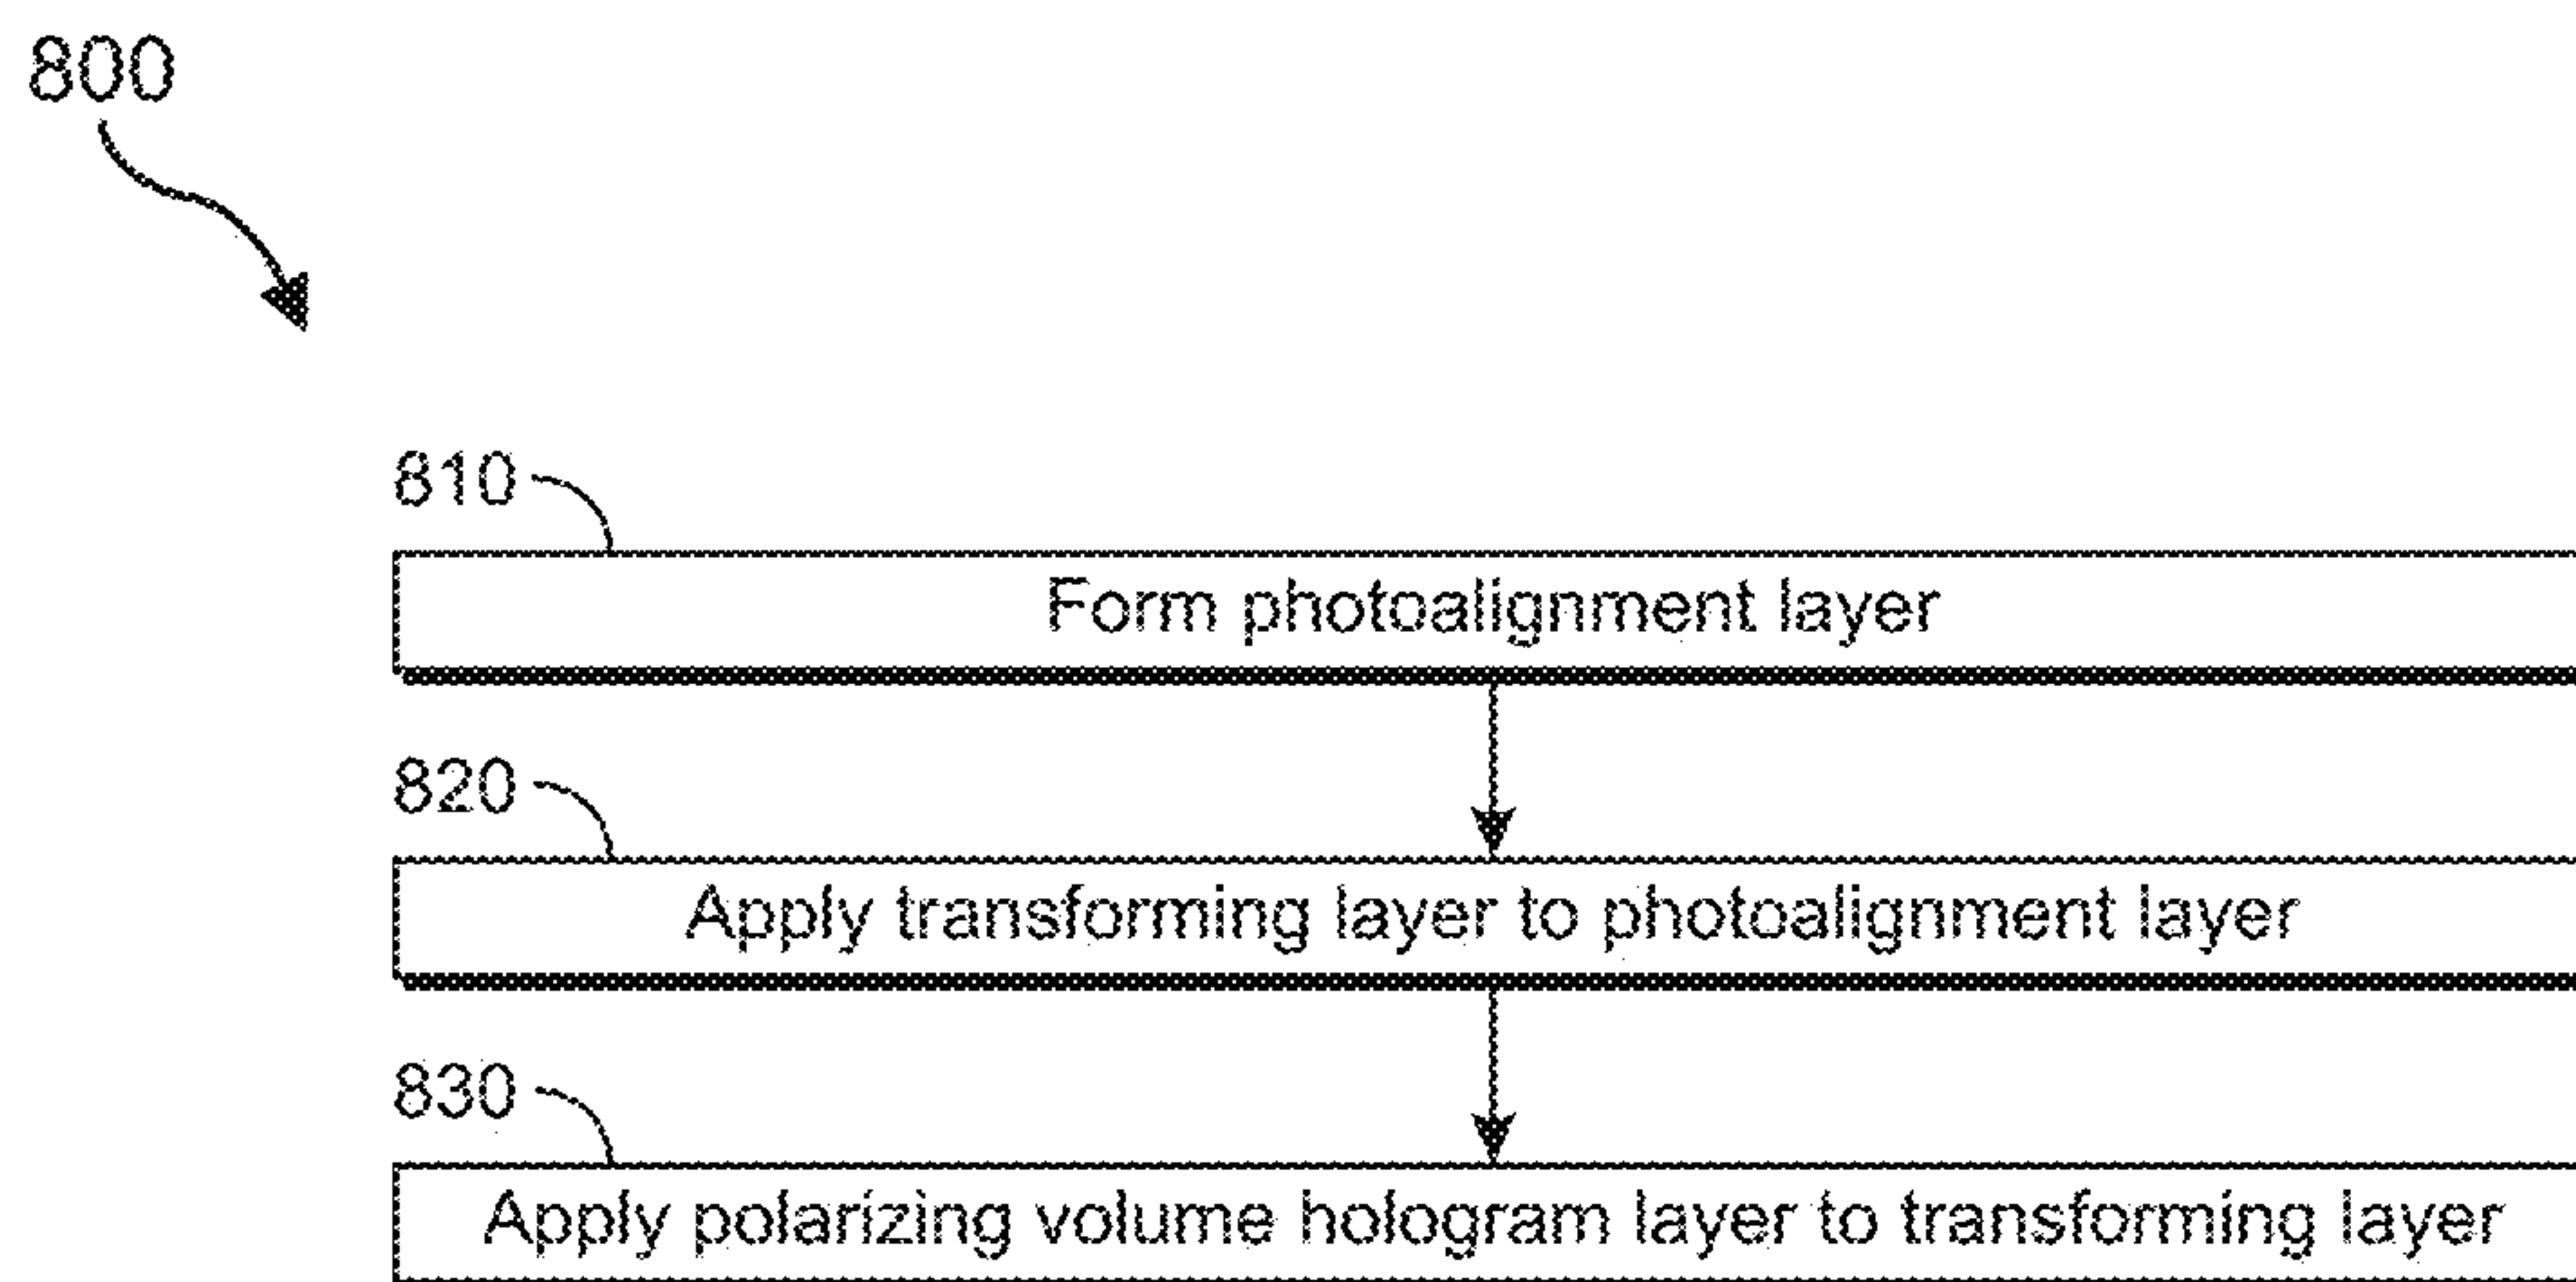 800
810
Form photoalignment layer
820
Apply transforming layer to photoalignment layer
830
Apply polarizing volume hologram layer to transforming layer